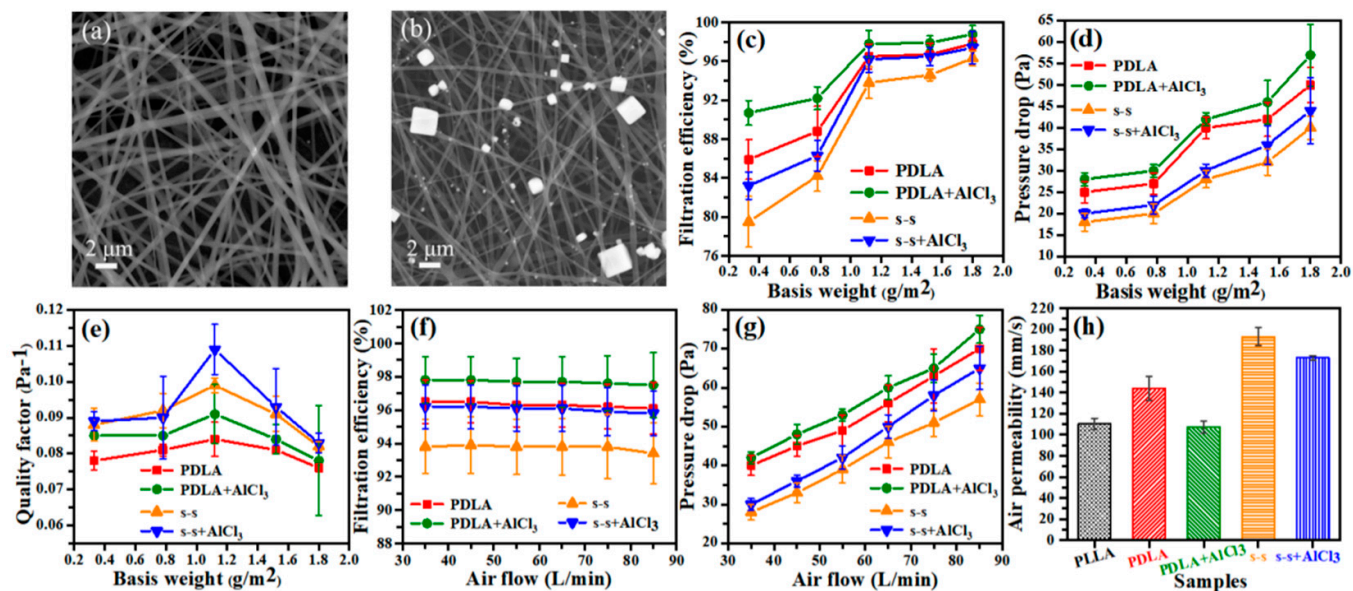 (a)
2 μm
(b)
2 μm
(c)
Filtration efficiency (%)
100
96
92
88
84
80
76
PDLA
PDLA+AlCl3
s-s
s-s+AlCl3
0.2 0.4 0.6 0.8 1.0 1.2 1.4 1.6 1.8 2.0
Basis weight (g/m2)
(d)
Pressure drop (Pa)
65
60
55
50
45
40
35
30
25
20
15
10
PDLA
PDLA+AlCl3
s-s
s-s+AlCl3
0.2 0.4 0.6 0.8 1.0 1.2 1.4 1.6 1.8 2.0
Basis weight (g/m2)
(e)
Quality factor (Pa-1)
0.12
0.11
0.10
0.09
0.08
0.07
0.06
PDLA
PDLA+AlCl3
s-s
s-s+AlCl3
0.2 0.4 0.6 0.8 1.0 1.2 1.4 1.6 1.8 2.0
Basis weight (g/m2)
(f)
Filtration efficiency (%)
104
102
100
98
96
94
92
90
88
PDLA
PDLA+AlCl3
s-s
s-s+AlCl3
30 40 50 60 70 80 90
Air flow (L/min)
(g)
Pressure drop (Pa)
80
70
60
50
40
30
20
PDLA
PDLA+AlCl3
s-s
s-s+AlCl3
30 40 50 60 70 80 90
Air flow (L/min)
(h)
Air permeability (mm/s)
220
200
180
160
140
120
100
80
60
40
20
0
PLLA
PDLA
PDLA+AlCl3
s-s
s-s+AlCl3
Samples